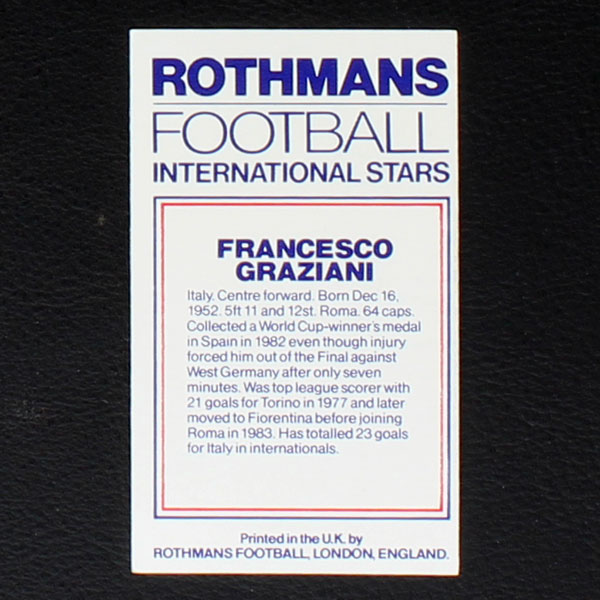 ROTHMANS
FOOTBALL
INTERNATIONAL STARS
FRANCESCO
GRAZIANI
Italy. Centre forward. Born Dec 16,
1952. 5ft 11 and 12st. Roma. 64 caps.
Collected a World Cup-winner's medal
in Spain in 1982 even though injury
forced him out of the Final against
West Germany after only seven
minutes. Was top league scorer with
21 goals for Torino in 1977 and later
moved to Fiorentina before joining
Roma in 1983. Has totalled 23 goals
for Italy in internationals.
Printed in the U.K. by
ROTHMANS FOOTBALL, LONDON, ENGLAND.